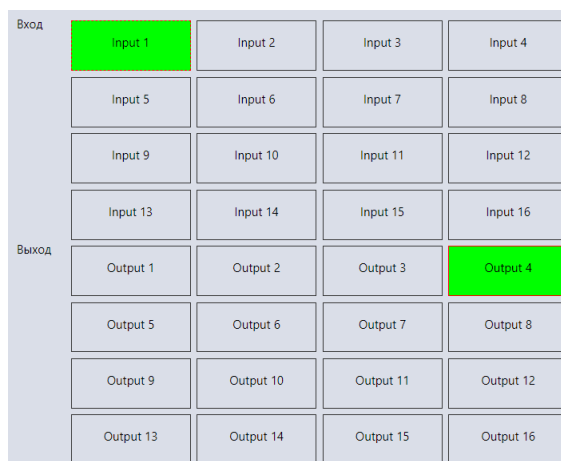 Вход
Input 1 Input 2 Input 3 Input 4
Input 5 Input 6 Input 7 Input 8
Input 9 Input 10 Input 11 Input 12
Input 13 Input 14 Input 15 Input 16
Выход
Output 1 Output 2 Output 3 Output 4
Output 5 Output 6 Output 7 Output 8
Output 9 Output 10 Output 11 Output 12
Output 13 Output 14 Output 15 Output 16